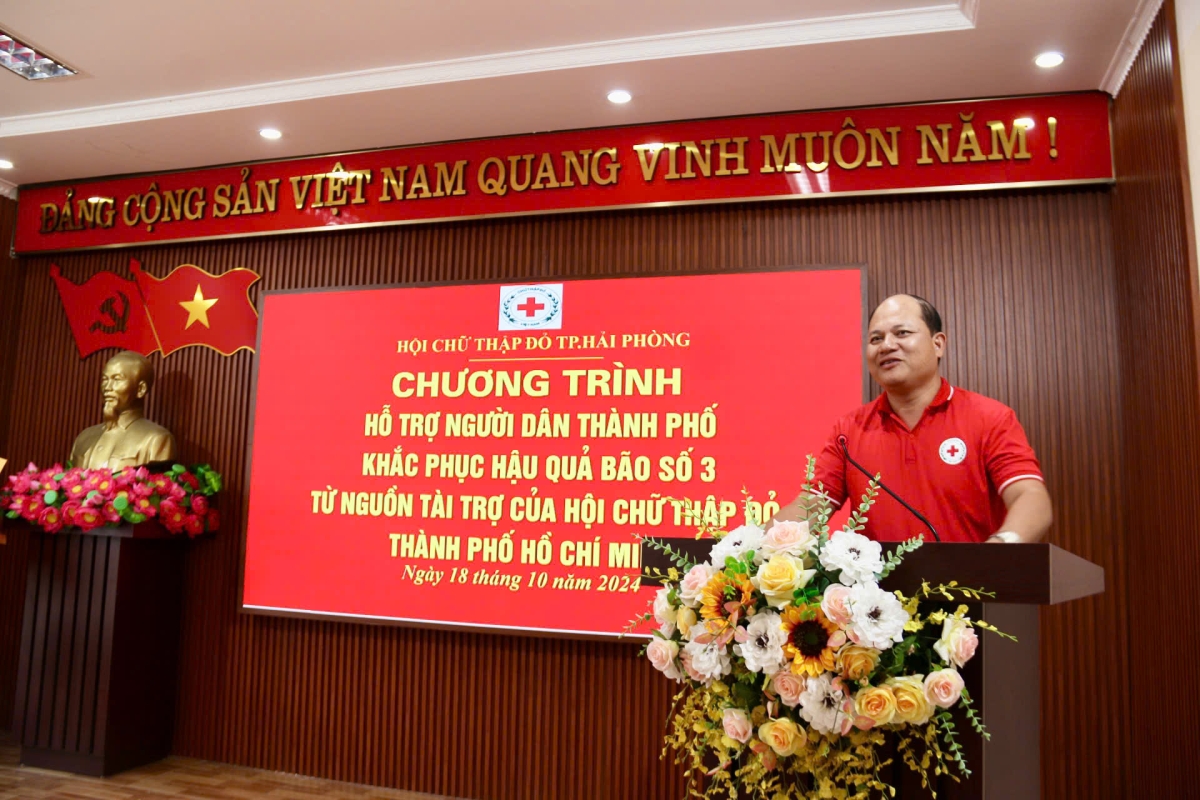 ĐẢNG CỘNG SẢN VIỆT NAM QUANG VINH MUÔN NĂM !
HỘI CHỮ THẬP ĐỎ TP.HẢI PHÒNG
CHƯƠNG TRÌNH
HỖ TRỢ NGƯỜI DÂN THÀNH PHỐ
KHẮC PHỤC HẬU QUẢ BÃO SỐ 3
TỪ NGUỒN TÀI TRỢ CỦA HỘI CHỮ THẬP ĐỎ
THÀNH PHỐ HỒ CHÍ MI
Ngày 18 tháng 10 năm 2024